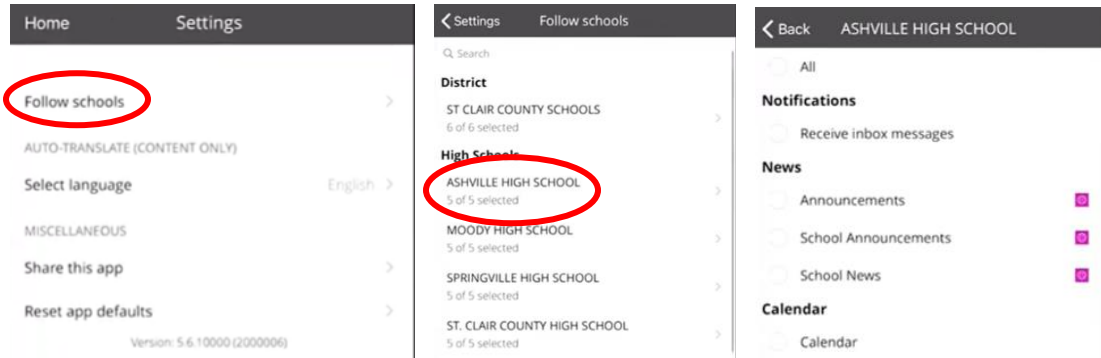 Home Settings
Follow schools
AUTO-TRANSLATE (CONTENT ONLY)
Select language English
MISCELLANEOUS
Share this app
Reset app defaults
Version: 5.6.10000 (2000006)
Settings Follow schools
Search
District
ST CLAIR COUNTY SCHOOLS
6 of 6 selected
High Schools
ASHVILLE HIGH SCHOOL
5 of 5 selected
MOODY HIGH SCHOOL
5 of 5 selected
SPRINGVILLE HIGH SCHOOL
5 of 5 selected
ST. CLAIR COUNTY HIGH SCHOOL
5 of 5 selected
Back ASHVILLE HIGH SCHOOL
All
Notifications
Receive inbox messages
News
Announcements
School Announcements
School News
Calendar
Calendar